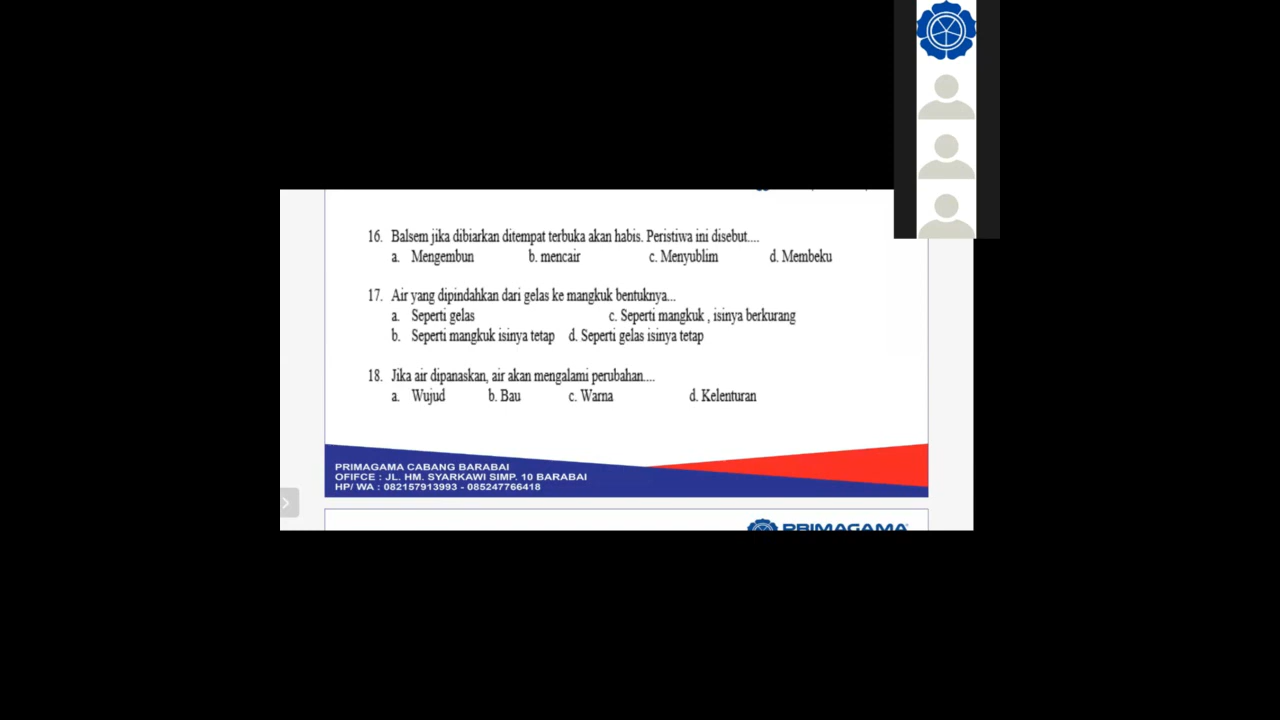 16. Balsem jika dibiarkan ditempat terbuka akan habis. Peristiwa ini disebut....
a. Mengembun b. mencair c. Menyublim d. Membeku
17. Air yang dipindahkan dari gelas ke mangkuk bentuknya...
a. Seperti gelas c. Seperti mangkuk , isinya berkurang
b. Seperti mangkuk isinya tetap d. Seperti gelas isinya tetap
18. Jika air dipanaskan, air akan mengalami perubahan....
a. Wujud b. Bau c. Warna d. Kelenturan
PRIMAGAMA CABANG BARABAI
OFIFCE : JL. HM. SYARKAWI SIMP. 10 BARABAI
HP/ WA : 082157913993 - 085247766418
PRIMAGAMA